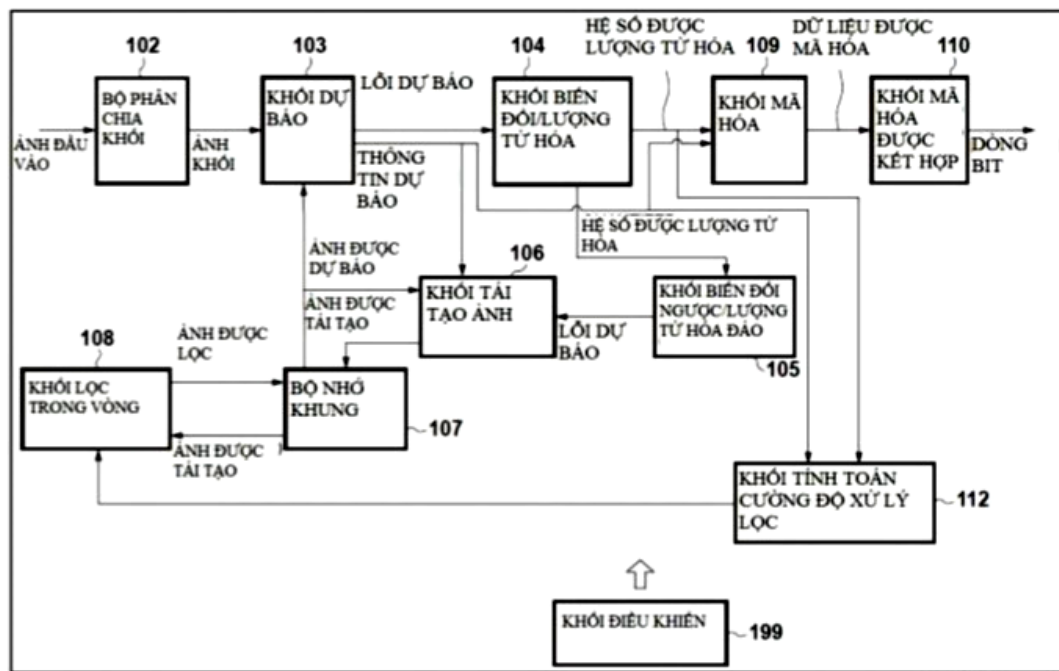 102
103
104
HỆ SỐ ĐƯỢC
LƯỢNG TỬ HÓA
109
DỮ LIỆU ĐƯỢC
MÃ HÓA
110
BỘ PHÂN
CHIA
KHỐI
KHỐI DỰ
BÁO
LỖI DỰ BÁO
KHỐI BIẾN
ĐỔI/LƯỢNG
TỬ HÓA
KHỐI MÃ
HÓA
KHỐI MÃ
HÓA
ĐƯỢC
KẾT HỢP
ẢNH ĐẦU
VÀO
ẢNH
KHỐI
THÔNG
TIN DỰ
BÁO
DÒNG
BIT
HỆ SỐ ĐƯỢC LƯỢNG TỬ
HÓA
ẢNH ĐƯỢC
DỰ BÁO
106
KHỐI TÁI
TẠO ẢNH
KHỐI BIẾN ĐỔI
NGƯỢC/LƯỢNG
TỬ HÓA ĐẢO
ẢNH ĐƯỢC
TÁI TẠO
LỖI DỰ
BÁO
105
108
ẢNH ĐƯỢC
LỌC
KHỐI LỌC
TRONG VÒNG
BỘ NHỚ
KHUNG
107
ẢNH ĐƯỢC
TÁI TẠO
KHỐI TÍNH TOÁN
CƯỜNG ĐỘ XỬ LÝ
LỌC
112
KHỐI ĐIỀU KHIỂN
199